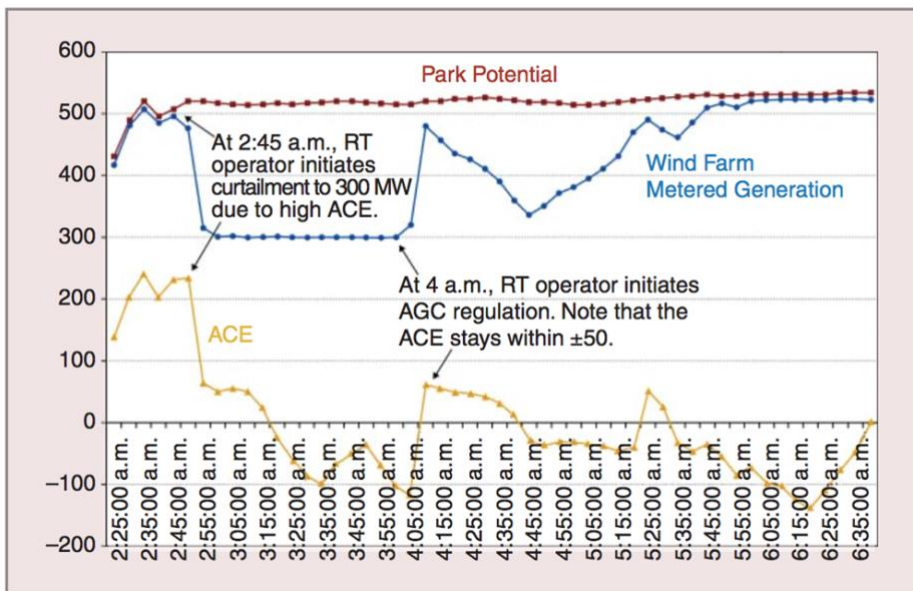 600
500
400
300
200
100
0
−100
−200
Park Potential
At 2:45 a.m., RT
operator initiates
curtailment to 300 MW
due to high ACE.
Wind Farm
Metered Generation
At 4 a.m., RT operator initiates
AGC regulation. Note that the
ACE stays within ±50.
ACE
2:25:00 a.m.
2:35:00 a.m.
2:45:00 a.m.
2:55:00 a.m.
3:05:00 a.m.
3:15:00 a.m.
3:25:00 a.m.
3:35:00 a.m.
3:45:00 a.m.
3:55:00 a.m.
4:05:00 a.m.
4:15:00 a.m.
4:25:00 a.m.
4:35:00 a.m.
4:45:00 a.m.
4:55:00 a.m.
5:05:00 a.m.
5:15:00 a.m.
5:25:00 a.m.
5:35:00 a.m.
5:45:00 a.m.
5:55:00 a.m.
6:05:00 a.m.
6:15:00 a.m.
6:25:00 a.m.
6:35:00 a.m.